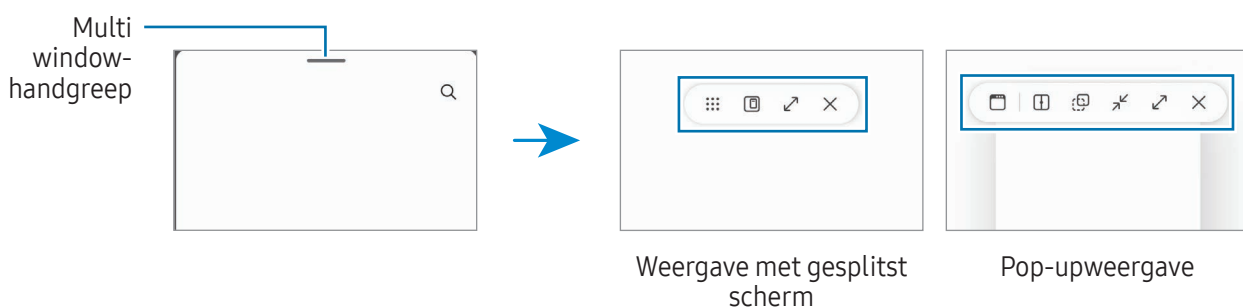 Multi
window-
handgreep
Weergave met gesplitst
scherm
Pop-upweergave